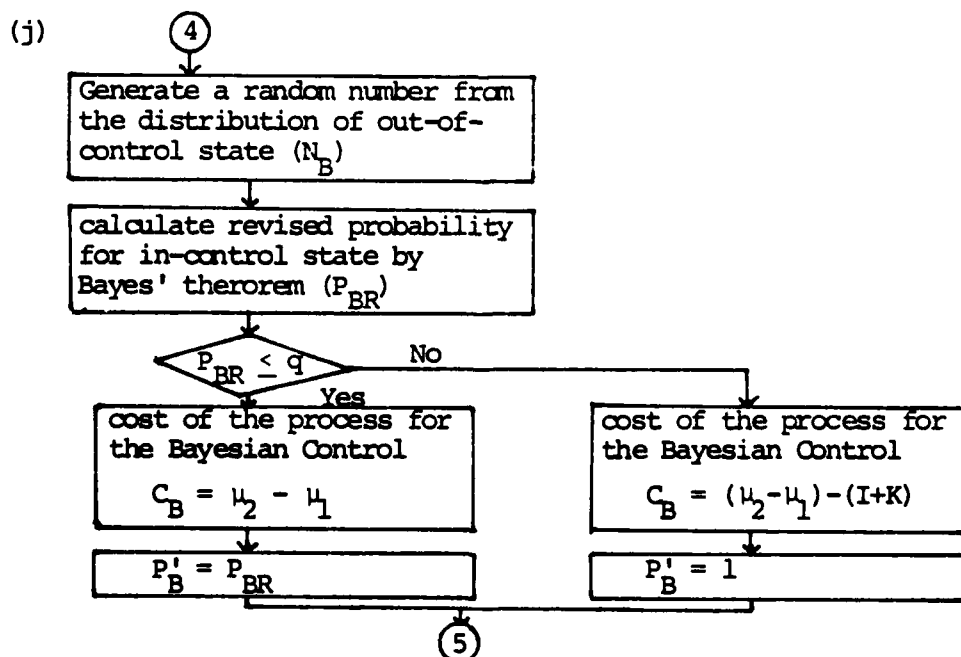 (j)
4
Generate a random number from
the distribution of out-of-
control state (N_B)
calculate revised probability
for in-control state by
Bayes' therorem (P_BR)
P_BR ≤ q
No
Yes
cost of the process for
the Bayesian Control
C_B = μ_2 - μ_1
cost of the process for
the Bayesian Control
C_B = (μ_2-μ_1)-(I+K)
P'_B = P_BR
P'_B = 1
5